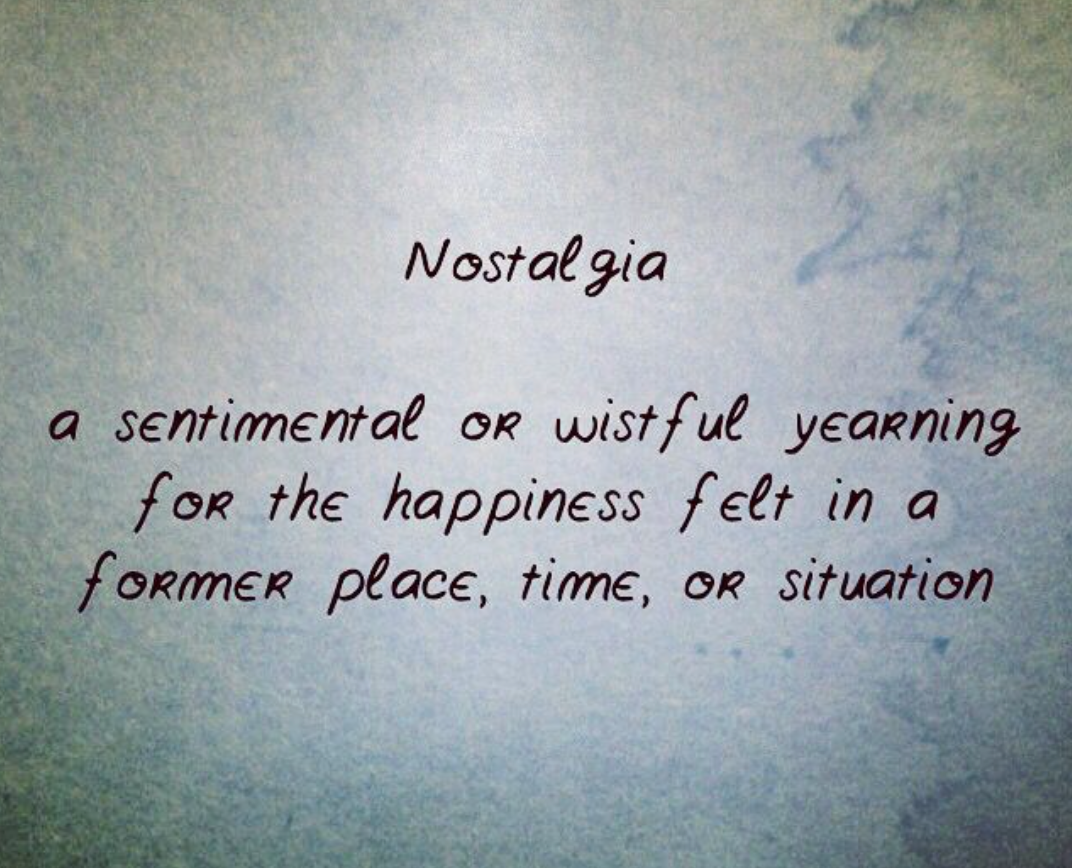 Nostalgia
a sentimental or wistful yearning
for the happiness felt in a
former place, time, or situation